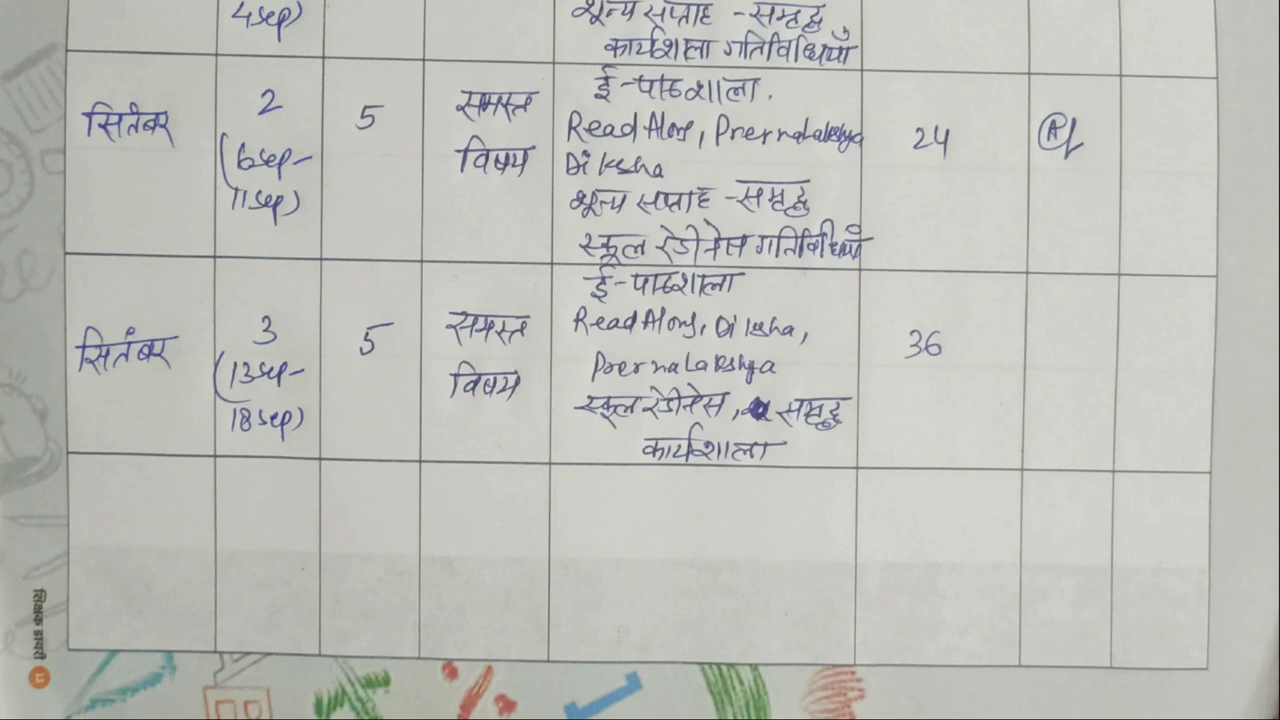 4Sep)
शून्य सप्ताह - समृद्ध
कार्यशाला गतिविधियाँ
सितंबर
2
(6Sep-
11Sep)
5
समस्त
विषय
ई-पाठशाला.
Read Along, PrernaLakshya
Diksha
शून्य सप्ताह - समृद्ध
स्कूल रेडीनेस गतिविधियाँ
24
सितंबर
3
(13Sep-
18Sep)
5
समस्त
विषय
ई-पाठशाला
Read Along, Diksha,
PrernaLakshya
स्कूल रेडीनेस, समृद्ध
कार्यशाला
36
शिक्षक डायरी